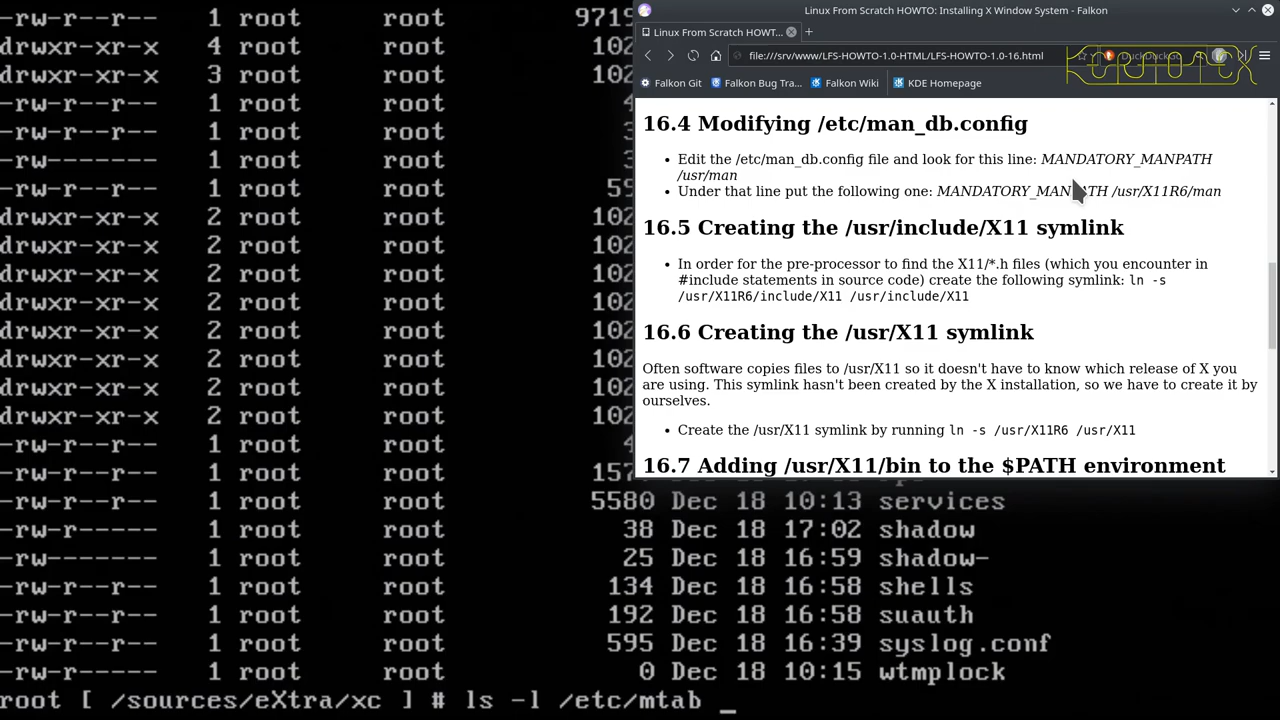 -rw-r--r-- 1 root root 9719
drwxr-xr-x 4 root root 102
drwxr-xr-x 3 root root 102
-rw-r--r-- 1 root root 4
-rw-r--r-- 1 root root 3
-rw------- 1 root root 3
-rw-r--r-- 1 root root 59
drwxr-xr-x 2 root root 102
drwxr-xr-x 2 root root 102
drwxr-xr-x 2 root root 102
drwxr-xr-x 2 root root 102
drwxr-xr-x 2 root root 102
drwxr-xr-x 2 root root 102
drwxr-xr-x 2 root root 102
drwxr-xr-x 2 root root 102
-rw-r--r-- 1 root root 4
-rw-r--r-- 1 root root 157
-rw-r--r-- 1 root root 5580 Dec 18 10:13 services
-rw-r--r-- 1 root root 38 Dec 18 17:02 shadow
-rw------- 1 root root 25 Dec 18 16:59 shadow-
-rw-r--r-- 1 root root 134 Dec 18 16:58 shells
-rw-r--r-- 1 root root 192 Dec 18 16:58 suauth
-rw-r--r-- 1 root root 595 Dec 18 16:39 syslog.conf
-rw------- 1 root root 0 Dec 18 10:15 wtmplock
root [ /sources/eXtra/xc ] # ls -l /etc/mtab _
Linux From Scratch HOWTO: Installing X Window System - Falkon
Linux From Scratch HOWT...
file:///srv/www/LFS-HOWTO-1.0-HTML/LFS-HOWTO-1.0-16.html
Falkon Git Falkon Bug Tra... Falkon Wiki KDE Homepage
16.4 Modifying /etc/man_db.config
• Edit the /etc/man_db.config file and look for this line: MANDATORY_MANPATH
/usr/man
• Under that line put the following one: MANDATORY_MANPATH /usr/X11R6/man
16.5 Creating the /usr/include/X11 symlink
• In order for the pre-processor to find the X11/*.h files (which you encounter in
#include statements in source code) create the following symlink: ln -s
/usr/X11R6/include/X11 /usr/include/X11
16.6 Creating the /usr/X11 symlink
Often software copies files to /usr/X11 so it doesn't have to know which release of X you
are using. This symlink hasn't been created by the X installation, so we have to create it by
ourselves.
• Create the /usr/X11 symlink by running ln -s /usr/X11R6 /usr/X11
16.7 Adding /usr/X11/bin to the $PATH environment